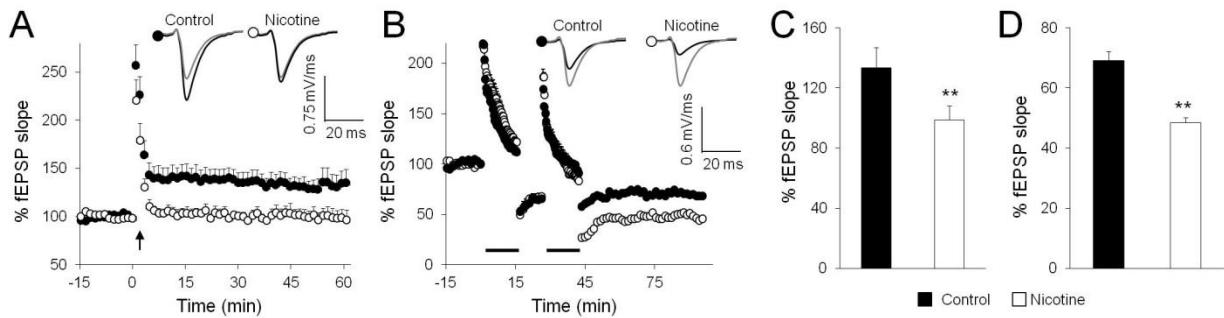 A
Control
Nicotine
% fEPSP slope
250
200
150
100
50
0.75 mV/ms
20 ms
-15
0
15
30
45
60
Time (min)
B
Control
Nicotine
% fEPSP slope
200
150
100
50
0
0.6 mV/ms
20 ms
-15
15
45
75
Time (min)
C
% fEPSP slope
160
120
80
40
0
**
D
% fEPSP slope
80
60
40
20
0
**
Control
Nicotine